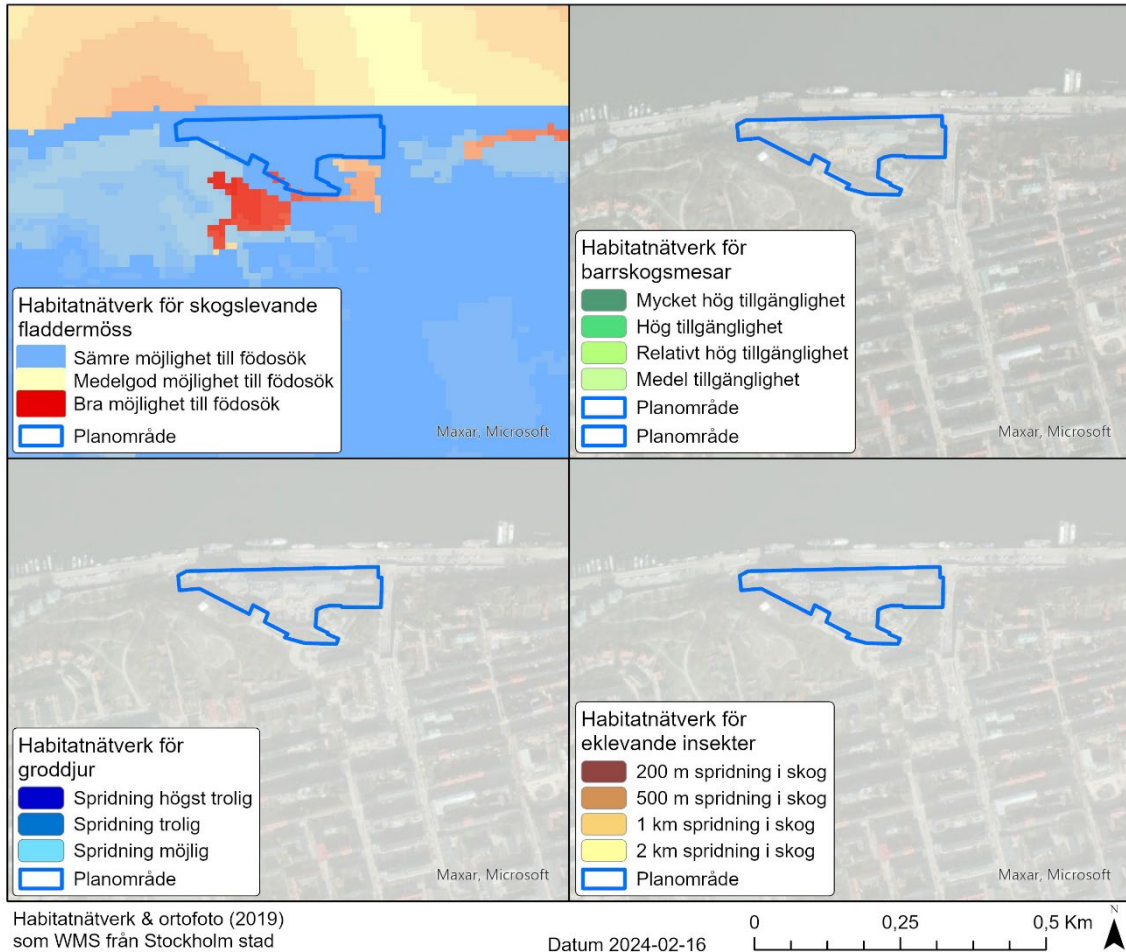 Habitatnätverk för skogslevande
fladdermöss
Sämre möjlighet till födosök
Medelgod möjlighet till födosök
Bra möjlighet till födosök
Planområde
Maxar, Microsoft
Habitatnätverk för
barrskogsmesar
Mycket hög tillgänglighet
Hög tillgänglighet
Relativt hög tillgänglighet
Medel tillgänglighet
Planområde
Planområde
Maxar, Microsoft
Habitatnätverk för
groddjur
Spridning högst trolig
Spridning trolig
Spridning möjlig
Planområde
Maxar, Microsoft
Habitatnätverk för
eklevande insekter
200 m spridning i skog
500 m spridning i skog
1 km spridning i skog
2 km spridning i skog
Planområde
Maxar, Microsoft
Habitatnätverk & ortofoto (2019)
som WMS från Stockholm stad
Datum 2024-02-16
0 0,25 0,5 Km
N